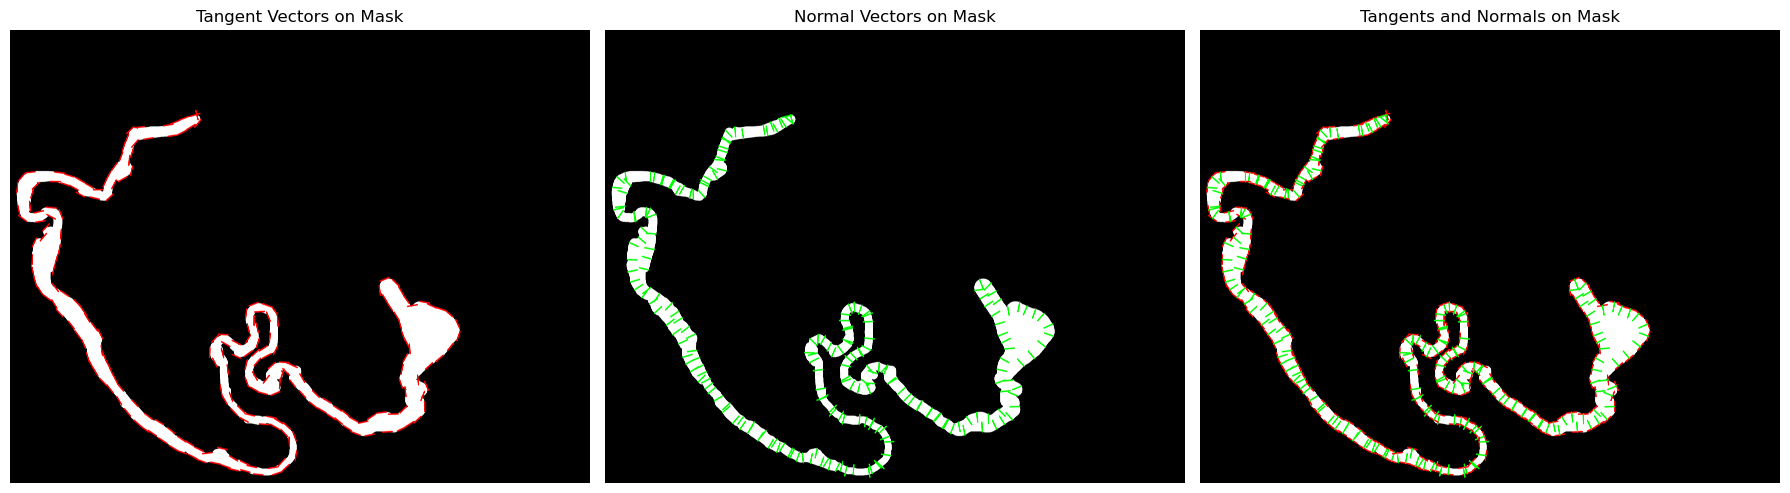 Tangent Vectors on Mask
Normal Vectors on Mask
Tangents and Normals on Mask